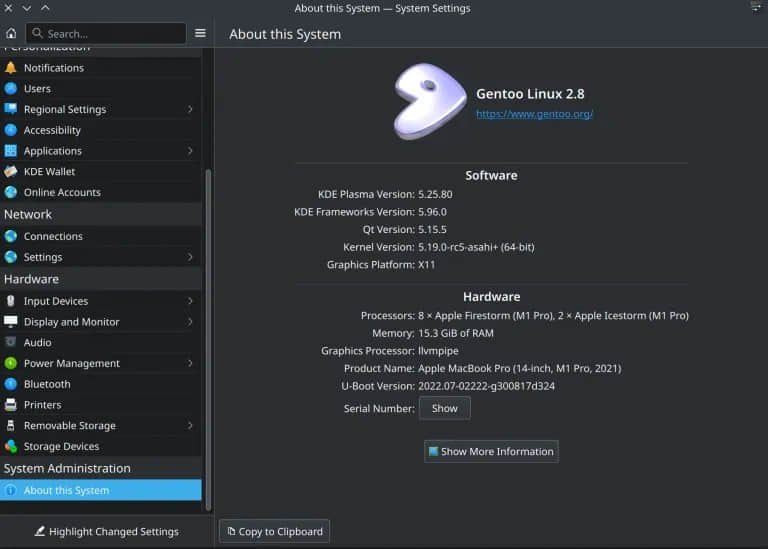 About this System — System Settings
Search...
About this System
Personalization
Notifications
Users
Regional Settings
Accessibility
Applications
KDE Wallet
Online Accounts
Network
Connections
Settings
Hardware
Input Devices
Display and Monitor
Audio
Power Management
Bluetooth
Printers
Removable Storage
Storage Devices
System Administration
About this System
Highlight Changed Settings
Gentoo Linux 2.8
https://www.gentoo.org/
Software
KDE Plasma Version: 5.25.80
KDE Frameworks Version: 5.96.0
Qt Version: 5.15.5
Kernel Version: 5.19.0-rc5-asahi+ (64-bit)
Graphics Platform: X11
Hardware
Processors: 8 × Apple Firestorm (M1 Pro), 2 × Apple Icestorm (M1 Pro)
Memory: 15.3 GiB of RAM
Graphics Processor: llvmpipe
Product Name: Apple MacBook Pro (14-inch, M1 Pro, 2021)
U-Boot Version: 2022.07-02222-g300817d324
Serial Number: Show
Show More Information
Copy to Clipboard